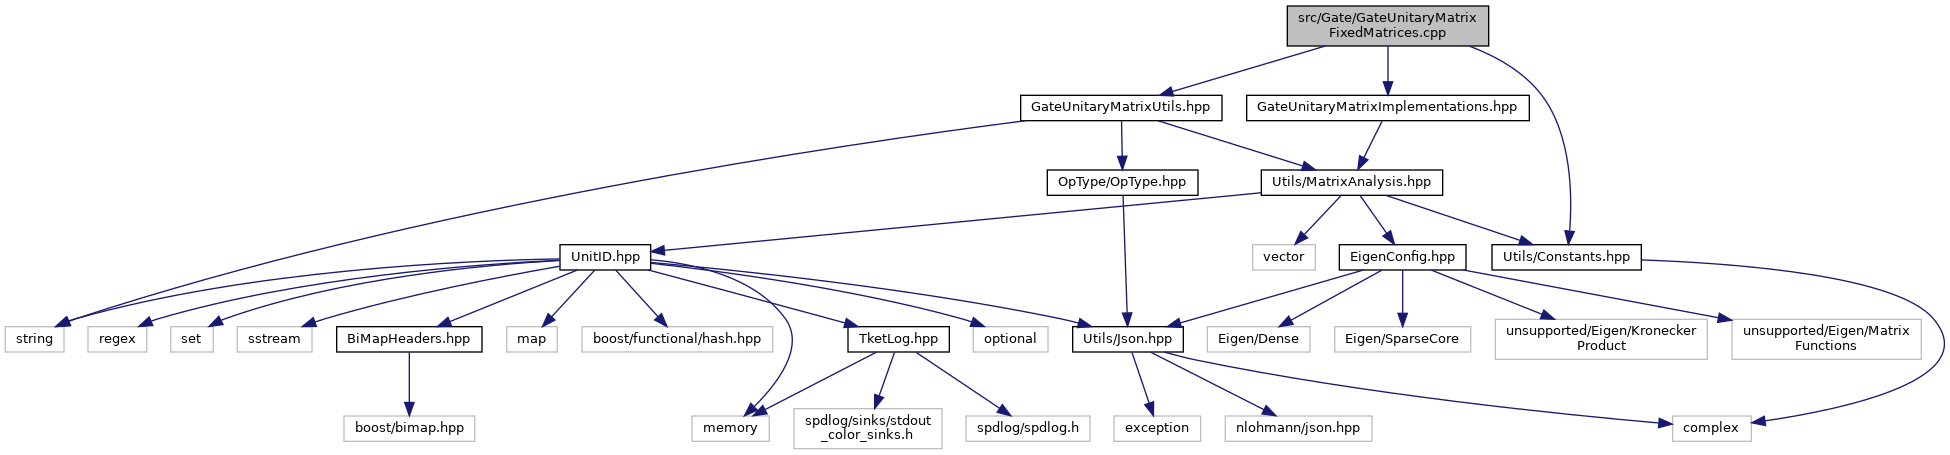 src/Gate/GateUnitaryMatrix
FixedMatrices.cpp
GateUnitaryMatrixUtils.hpp
GateUnitaryMatrixImplementations.hpp
OpType/OpType.hpp
Utils/MatrixAnalysis.hpp
UnitID.hpp
vector
EigenConfig.hpp
Utils/Constants.hpp
string
regex
set
sstream
BiMapHeaders.hpp
map
boost/functional/hash.hpp
TketLog.hpp
optional
Utils/Json.hpp
Eigen/Dense
Eigen/SparseCore
unsupported/Eigen/Kronecker
Product
unsupported/Eigen/Matrix
Functions
boost/bimap.hpp
memory
spdlog/sinks/stdout
_color_sinks.h
spdlog/spdlog.h
exception
nlohmann/json.hpp
complex